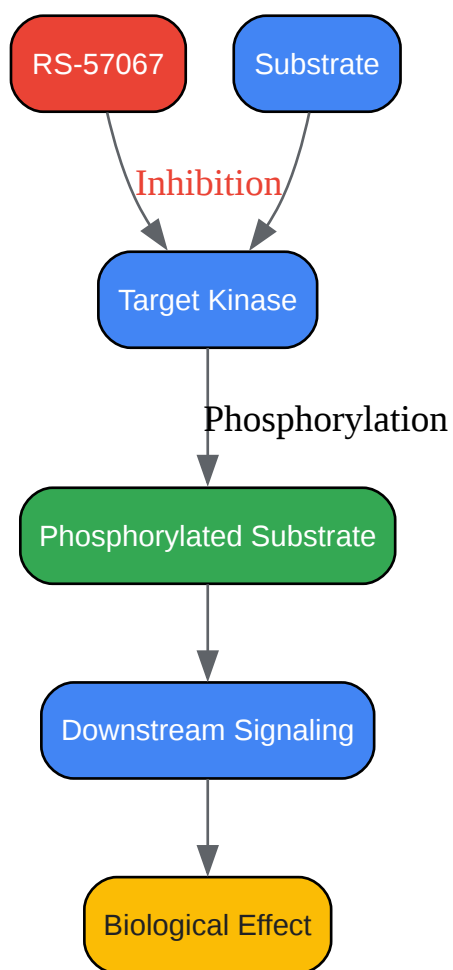 RS-57067
Substrate
Inhibition
Target Kinase
Phosphorylation
Phosphorylated Substrate
Downstream Signaling
Biological Effect